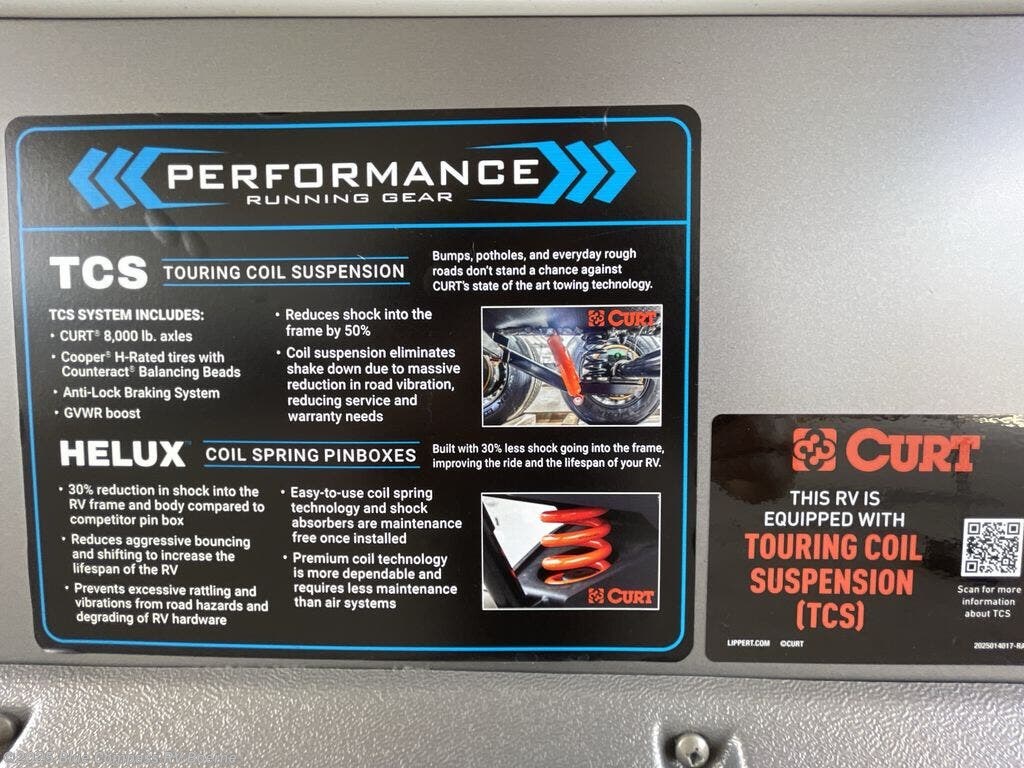 PERFORMANCE
RUNNING GEAR
TCS TOURING COIL SUSPENSION
Bumps, potholes, and everyday rough
roads don't stand a chance against
CURT's state of the art towing technology.
TCS SYSTEM INCLUDES:
• CURT® 8,000 lb. axles
• Cooper® H-Rated tires with
Counteract® Balancing Beads
• Anti-Lock Braking System
• GVWR boost
• Reduces shock into the
frame by 50%
• Coil suspension eliminates
shake down due to massive
reduction in road vibration,
reducing service and
warranty needs
CURT
HELUX™ COIL SPRING PINBOXES
Built with 30% less shock going into the frame,
improving the ride and the lifespan of your RV.
• 30% reduction in shock into the
RV frame and body compared to
competitor pin box
• Reduces aggressive bouncing
and shifting to increase the
lifespan of the RV
• Prevents excessive rattling and
vibrations from road hazards and
degrading of RV hardware
• Easy-to-use coil spring
technology and shock
absorbers are maintenance
free once installed
• Premium coil technology
is more dependable and
requires less maintenance
than air systems
CURT
CURT
THIS RV IS
EQUIPPED WITH
TOURING COIL
SUSPENSION
(TCS)
Scan for more
information
about TCS
LIPPERT.COM ©CURT
2025014017-RA